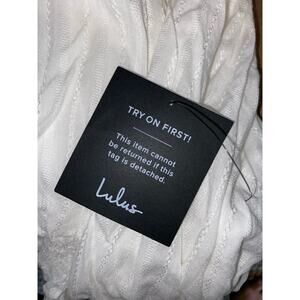 TRY ON FIRST!
This item cannot
be returned if this
tag is detached.
Lulus